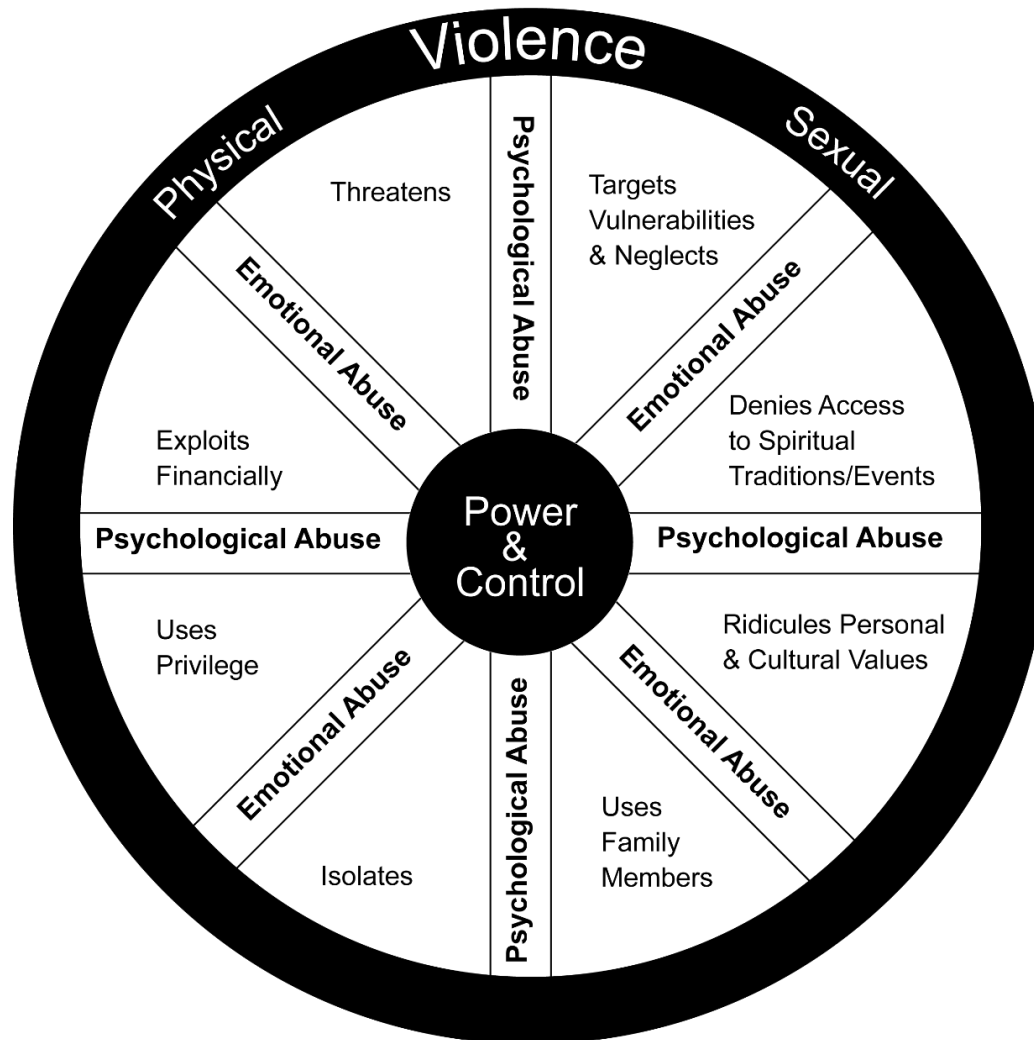 Violence
Physical
Sexual
Threatens
Psychological Abuse
Targets
Vulnerabilities
& Neglects
Emotional Abuse
Emotional Abuse
Exploits
Financially
Denies Access
to Spiritual
Traditions/Events
Psychological Abuse
Power
&
Control
Psychological Abuse
Uses
Privilege
Ridicules Personal
& Cultural Values
Emotional Abuse
Emotional Abuse
Isolates
Psychological Abuse
Uses
Family
Members